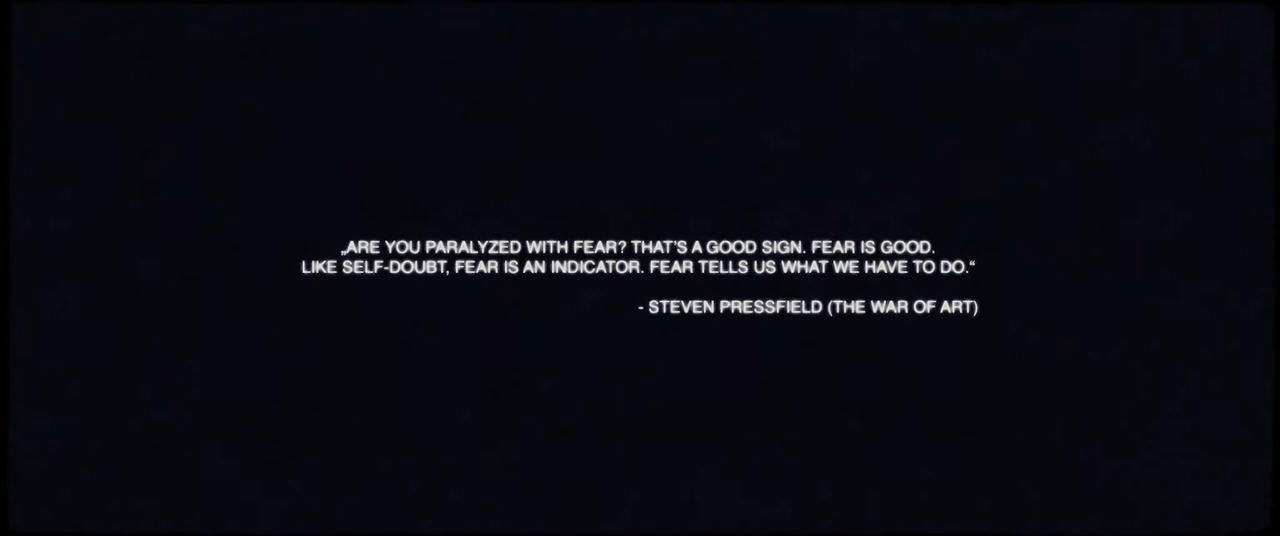 „ARE YOU PARALYZED WITH FEAR? THAT'S A GOOD SIGN. FEAR IS GOOD.
LIKE SELF-DOUBT, FEAR IS AN INDICATOR. FEAR TELLS US WHAT WE HAVE TO DO.“
- STEVEN PRESSFIELD (THE WAR OF ART)